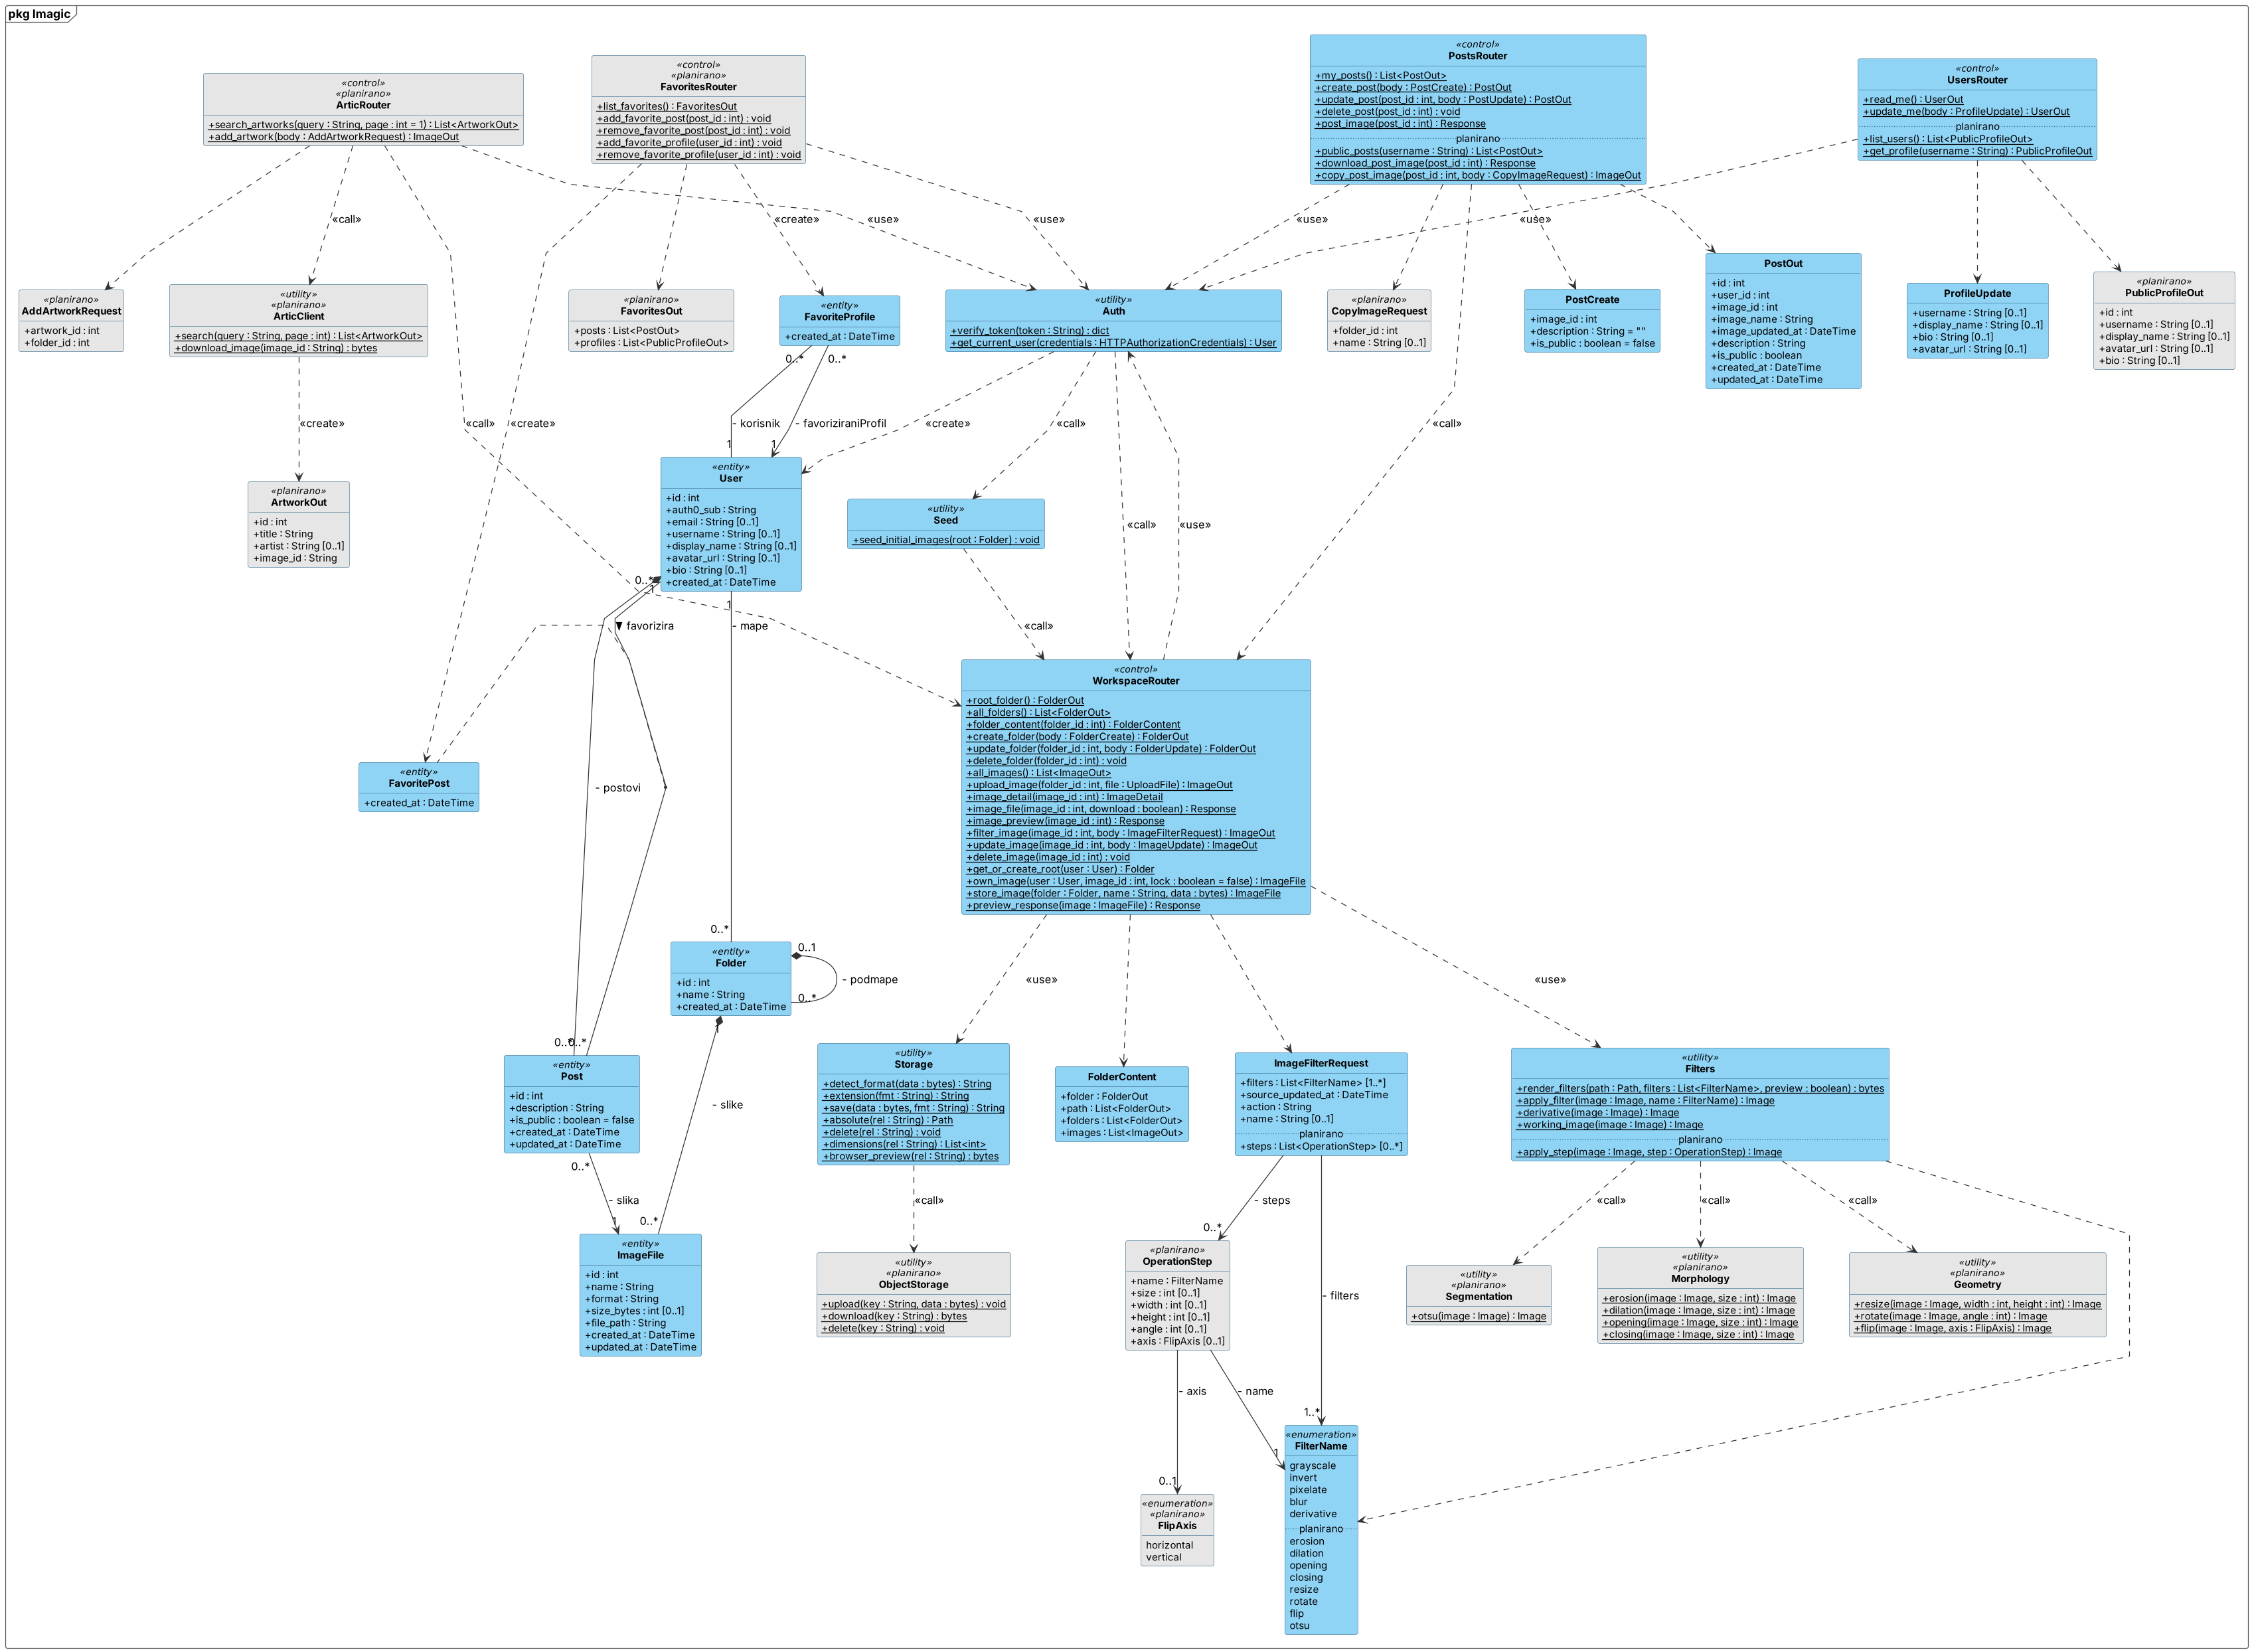 pkg Imagic
«control»
«planirano»
ArticRouter
+search_artworks(query : String, page : int = 1) : List<ArtworkOut>
+add_artwork(body : AddArtworkRequest) : ImageOut
«control»
«planirano»
FavoritesRouter
+list_favorites() : FavoritesOut
+add_favorite_post(post_id : int) : void
+remove_favorite_post(post_id : int) : void
+add_favorite_profile(user_id : int) : void
+remove_favorite_profile(user_id : int) : void
«control»
PostsRouter
+my_posts() : List<PostOut>
+create_post(body : PostCreate) : PostOut
+update_post(post_id : int, body : PostUpdate) : PostOut
+delete_post(post_id : int) : void
+post_image(post_id : int) : Response
planirano
+public_posts(username : String) : List<PostOut>
+download_post_image(post_id : int) : Response
+copy_post_image(post_id : int, body : CopyImageRequest) : ImageOut
«control»
UsersRouter
+read_me() : UserOut
+update_me(body : ProfileUpdate) : UserOut
planirano
+list_users() : List<PublicProfileOut>
+get_profile(username : String) : PublicProfileOut
«call»
«use»
«create»
«use»
«use»
«use»
«planirano»
AddArtworkRequest
+artwork_id : int
+folder_id : int
«utility»
«planirano»
ArticClient
+search(query : String, page : int) : List<ArtworkOut>
+download_image(image_id : String) : bytes
«planirano»
FavoritesOut
+posts : List<PostOut>
+profiles : List<PublicProfileOut>
«entity»
FavoriteProfile
+created_at : DateTime
«utility»
Auth
+verify_token(token : String) : dict
+get_current_user(credentials : HTTPAuthorizationCredentials) : User
«planirano»
CopyImageRequest
+folder_id : int
+name : String [0..1]
PostCreate
+image_id : int
+description : String = ""
+is_public : boolean = false
PostOut
+id : int
+user_id : int
+image_id : int
+image_name : String
+image_updated_at : DateTime
+description : String
+is_public : boolean
+created_at : DateTime
+updated_at : DateTime
ProfileUpdate
+username : String [0..1]
+display_name : String [0..1]
+bio : String [0..1]
+avatar_url : String [0..1]
«planirano»
PublicProfileOut
+id : int
+username : String [0..1]
+display_name : String [0..1]
+avatar_url : String [0..1]
+bio : String [0..1]
0..*
0..*
«create»
«call»
«create»
- korisnik
- favoriziraniProfil
«create»
«call»
«call»
1
1
«planirano»
ArtworkOut
+id : int
+title : String
+artist : String [0..1]
+image_id : String
«entity»
User
+id : int
+auth0_sub : String
+email : String [0..1]
+username : String [0..1]
+display_name : String [0..1]
+avatar_url : String [0..1]
+bio : String [0..1]
+created_at : DateTime
«utility»
Seed
+seed_initial_images(root : Folder) : void
«call»
«use»
0..*
1
1
favorizira
- mape
«call»
«control»
WorkspaceRouter
+root_folder() : FolderOut
+all_folders() : List<FolderOut>
+folder_content(folder_id : int) : FolderContent
+create_folder(body : FolderCreate) : FolderOut
+update_folder(folder_id : int, body : FolderUpdate) : FolderOut
+delete_folder(folder_id : int) : void
+all_images() : List<ImageOut>
+upload_image(folder_id : int, file : UploadFile) : ImageOut
+image_detail(image_id : int) : ImageDetail
+image_file(image_id : int, download : boolean) : Response
+image_preview(image_id : int) : Response
+filter_image(image_id : int, body : ImageFilterRequest) : ImageOut
+update_image(image_id : int, body : ImageUpdate) : ImageOut
+delete_image(image_id : int) : void
+get_or_create_root(user : User) : Folder
+own_image(user : User, image_id : int, lock : boolean = false) : ImageFile
+store_image(folder : Folder, name : String, data : bytes) : ImageFile
+preview_response(image : ImageFile) : Response
«entity»
FavoritePost
+created_at : DateTime
- postovi
0..*
«entity»
Folder
+id : int
+name : String
+created_at : DateTime
0..1
- podmape
0..*
«use»
«use»
1
0..*
0..*
- slike
«entity»
Post
+id : int
+description : String
+is_public : boolean = false
+created_at : DateTime
+updated_at : DateTime
«utility»
Storage
+detect_format(data : bytes) : String
+extension(fmt : String) : String
+save(data : bytes, fmt : String) : String
+absolute(rel : String) : Path
+delete(rel : String) : void
+dimensions(rel : String) : List<int>
+browser_preview(rel : String) : bytes
FolderContent
+folder : FolderOut
+path : List<FolderOut>
+folders : List<FolderOut>
+images : List<ImageOut>
ImageFilterRequest
+filters : List<FilterName> [1..*]
+source_updated_at : DateTime
+action : String
+name : String [0..1]
planirano
+steps : List<OperationStep> [0..*]
«utility»
Filters
+render_filters(path : Path, filters : List<FilterName>, preview : boolean) : bytes
+apply_filter(image : Image, name : FilterName) : Image
+derivative(image : Image) : Image
+working_image(image : Image) : Image
planirano
+apply_step(image : Image, step : OperationStep) : Image
0..*
- slika
1
0..*
«call»
- steps
0..*
«call»
«call»
«call»
«entity»
ImageFile
+id : int
+name : String
+format : String
+size_bytes : int [0..1]
+file_path : String
+created_at : DateTime
+updated_at : DateTime
«utility»
«planirano»
ObjectStorage
+upload(key : String, data : bytes) : void
+download(key : String) : bytes
+delete(key : String) : void
«planirano»
OperationStep
+name : FilterName
+size : int [0..1]
+width : int [0..1]
+height : int [0..1]
+angle : int [0..1]
+axis : FlipAxis [0..1]
- filters
«utility»
«planirano»
Segmentation
+otsu(image : Image) : Image
«utility»
«planirano»
Morphology
+erosion(image : Image, size : int) : Image
+dilation(image : Image, size : int) : Image
+opening(image : Image, size : int) : Image
+closing(image : Image, size : int) : Image
«utility»
«planirano»
Geometry
+resize(image : Image, width : int, height : int) : Image
+rotate(image : Image, angle : int) : Image
+flip(image : Image, axis : FlipAxis) : Image
- axis
- name
1..*
1
0..1
«enumeration»
FilterName
grayscale
invert
pixelate
blur
derivative
planirano
erosion
dilation
opening
closing
resize
rotate
flip
otsu
«enumeration»
«planirano»
FlipAxis
horizontal
vertical